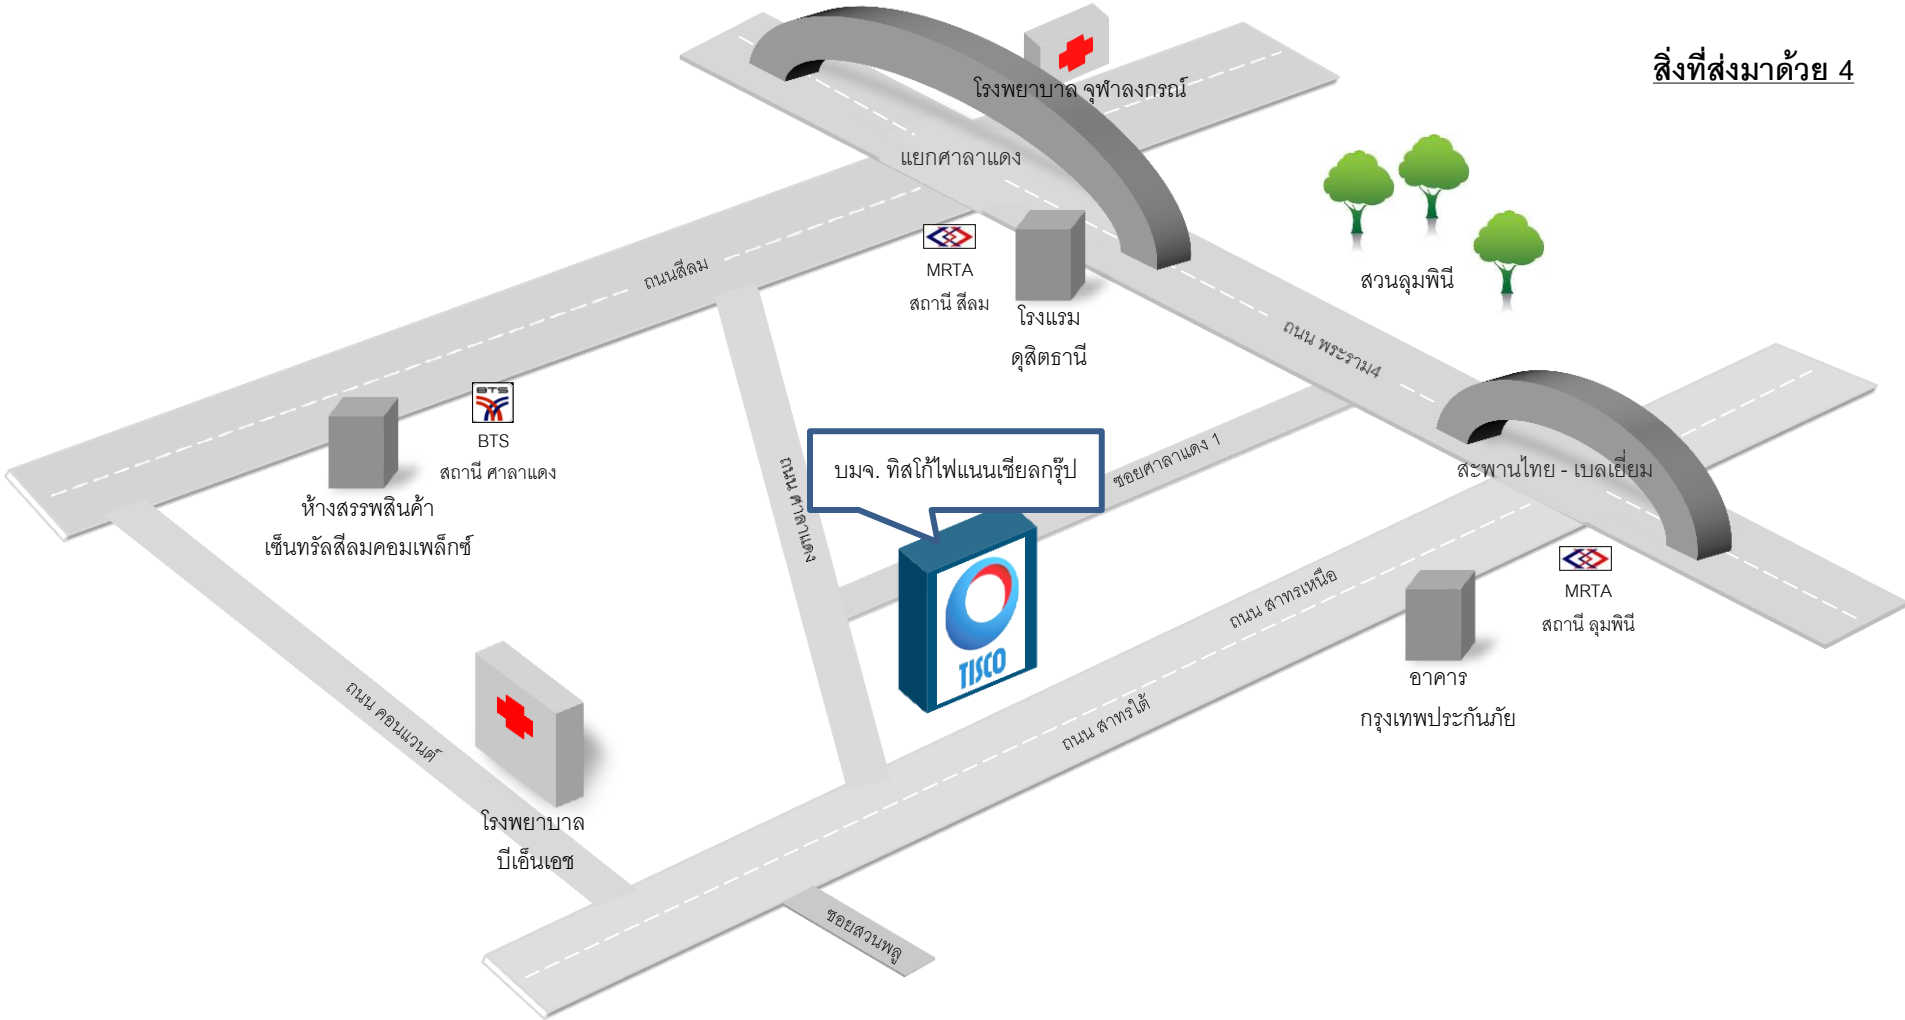 สิ่งที่ส่งมาด้วย 4
โรงพยาบาล จุฬาลงกรณ์
แยกศาลาแดง
ถนนสีลม
MRTA
สถานี สีลม
โรงแรม
ดุสิตธานี
สวนลุมพินี
ถนน พระราม4
BTS
BTS
สถานี ศาลาแดง
ห้างสรรพสินค้า
เซ็นทรัลสีลมคอมเพล็กซ์
ถนน ศาลาแดง
บมจ. ทิสโก้ไฟแนนเชียลกรุ๊ป
ซอยศาลาแดง 1
สะพานไทย - เบลเยี่ยม
TISCO
ถนน สาทรเหนือ
MRTA
สถานี ลุมพินี
อาคาร
กรุงเทพประกันภัย
ถนน สาทรใต้
ถนน คอนแวนต์
โรงพยาบาล
บีเอ็นเอช
ซอยสวนพลู